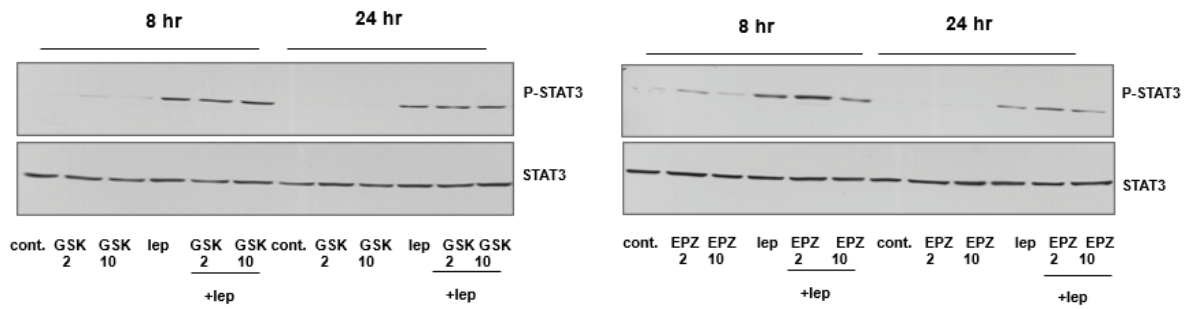 8 hr 24 hr
P-STAT3
STAT3
cont. GSK GSK lep GSK GSK cont. GSK GSK lep GSK GSK
2 10 2 10 2 10 2 10
+lep +lep
8 hr 24 hr
P-STAT3
STAT3
cont. EPZ EPZ lep EPZ EPZ cont. EPZ EPZ lep EPZ EPZ
2 10 2 10 2 10 2 10
+lep +lep